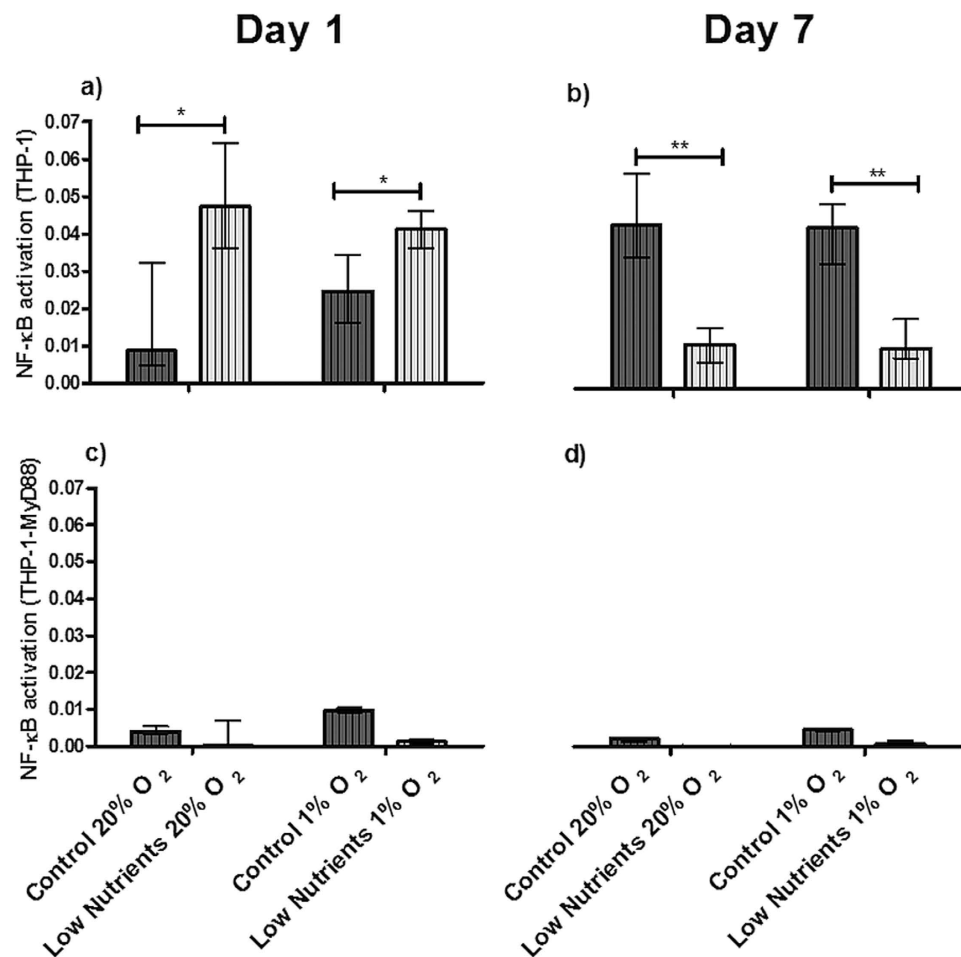 Day 1
Day 7
a)
b)
NF-κB activation (THP-1)
0.07
0.06
0.05
0.04
0.03
0.02
0.01
0.00
*
*
**
**
c)
d)
NF-κB activation (THP-1-MyD88)
0.07
0.06
0.05
0.04
0.03
0.02
0.01
0.00
Control 20% O 2
Low Nutrients 20% O 2
Control 1% O 2
Low Nutrients 1% O 2
Control 20% O 2
Low Nutrients 20% O 2
Control 1% O 2
Low Nutrients 1% O 2